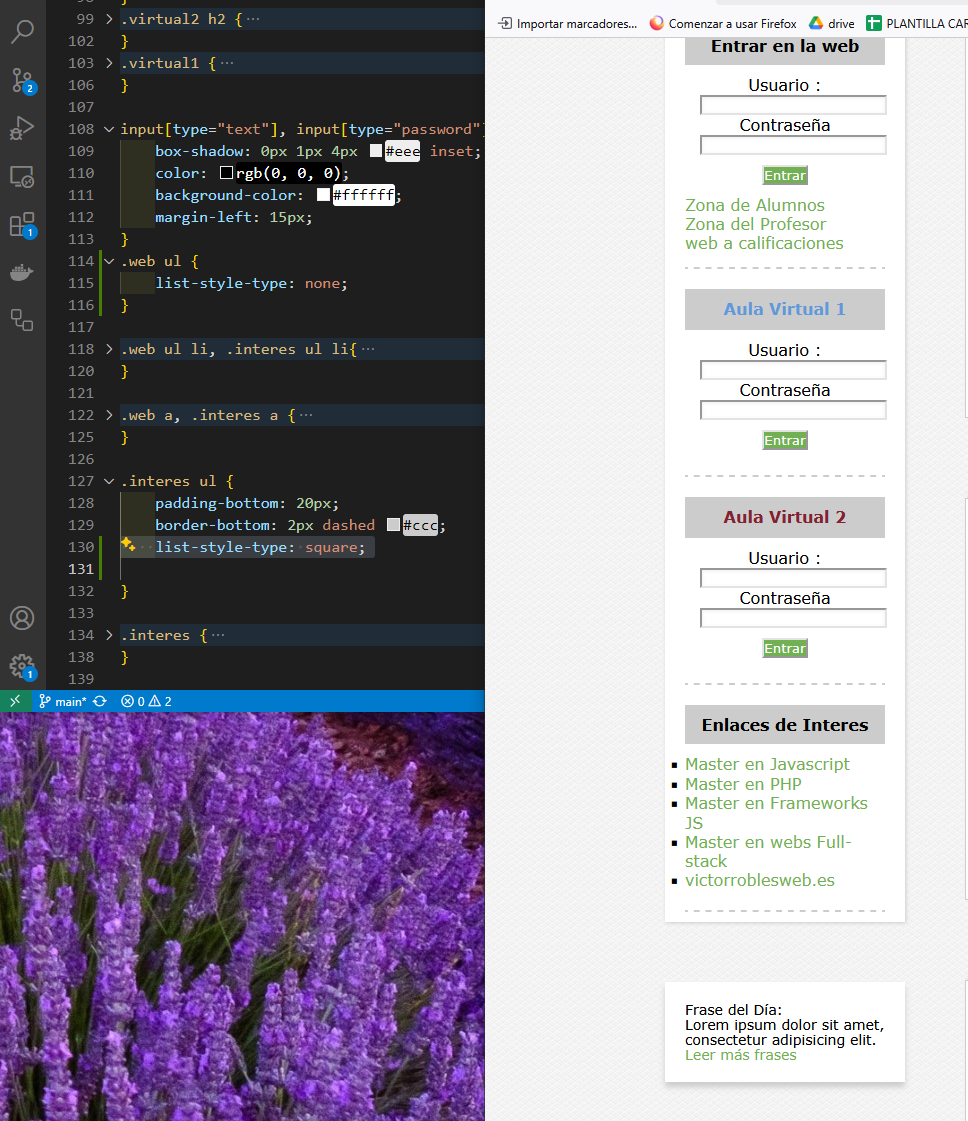 98 }
99 .virtual2 h2 { ···
102 }
103 .virtual1 { ···
106 }
107
108 input[type="text"], input[type="password"]
109 box-shadow: 0px 1px 4px #eee inset;
110 color: rgb(0, 0, 0);
111 background-color: #ffffff;
112 margin-left: 15px;
113 }
114 .web ul {
115 list-style-type: none;
116 }
117
118 .web ul li, .interes ul li{ ···
120 }
121
122 .web a, .interes a { ···
125 }
126
127 .interes ul {
128 padding-bottom: 20px;
129 border-bottom: 2px dashed #ccc;
130 list-style-type: square;
131
132 }
133
134 .interes { ···
138 }
139
2
1
1
main* 0 2
Importar marcadores... Comenzar a usar Firefox drive PLANTILLA CAR
Entrar en la web
Usuario :
Contraseña
Entrar
Zona de Alumnos
Zona del Profesor
web a calificaciones
Aula Virtual 1
Usuario :
Contraseña
Entrar
Aula Virtual 2
Usuario :
Contraseña
Entrar
Enlaces de Interes
Master en Javascript
Master en PHP
Master en Frameworks
JS
Master en webs Full-
stack
victorroblesweb.es
Frase del Día:
Lorem ipsum dolor sit amet,
consectetur adipisicing elit.
Leer más frases